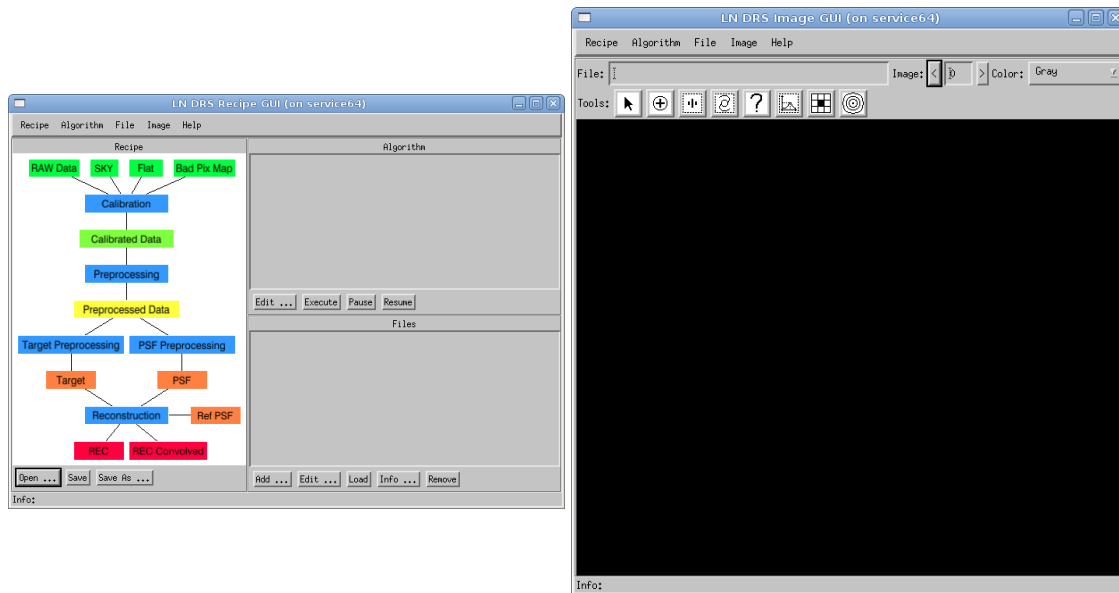 LN DRS Recipe GUI (on service64)
Recipe Algorithm File Image Help
Recipe
RAW Data SKY Flat Bad Pix Map
Calibration
Calibrated Data
Preprocessing
Preprocessed Data
Target Preprocessing PSF Preprocessing
Target PSF
Reconstruction Ref PSF
REC REC Convolved
Open ... Save Save As ...
Algorithm
Edit ... Execute Pause Resume
Files
Add ... Edit ... Load Info ... Remove
Info:
LN DRS Image GUI (on service64)
Recipe Algorithm File Image Help
File: Image: < 0 > Color: Gray
Tools: ?
Info: